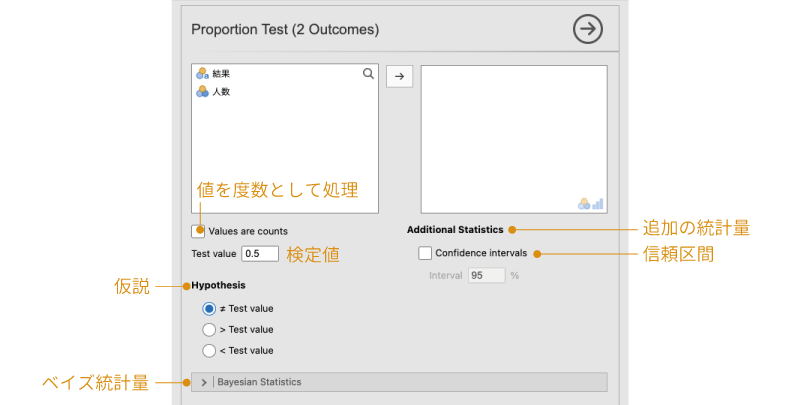 Proportion Test (2 Outcomes)
結果
人数
値を度数として処理
Values are counts
Additional Statistics
追加の統計量
Test value 0.5 検定値
Confidence intervals
信頼区間
Interval 95 %
仮説
Hypothesis
≠ Test value
> Test value
< Test value
ベイズ統計量
Bayesian Statistics